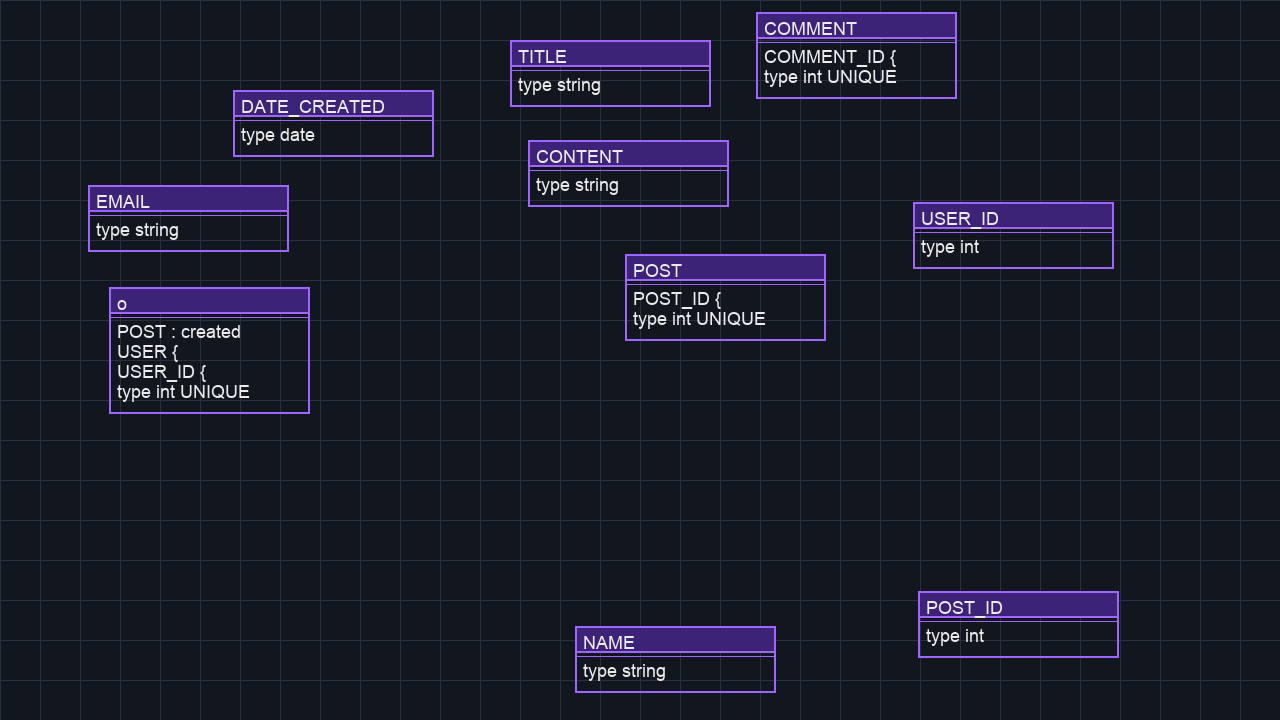 COMMENT
COMMENT_ID {
type int UNIQUE
TITLE
type string
DATE_CREATED
type date
CONTENT
type string
EMAIL
type string
USER_ID
type int
POST
POST_ID {
type int UNIQUE
o
POST : created
USER {
USER_ID {
type int UNIQUE
POST_ID
type int
NAME
type string